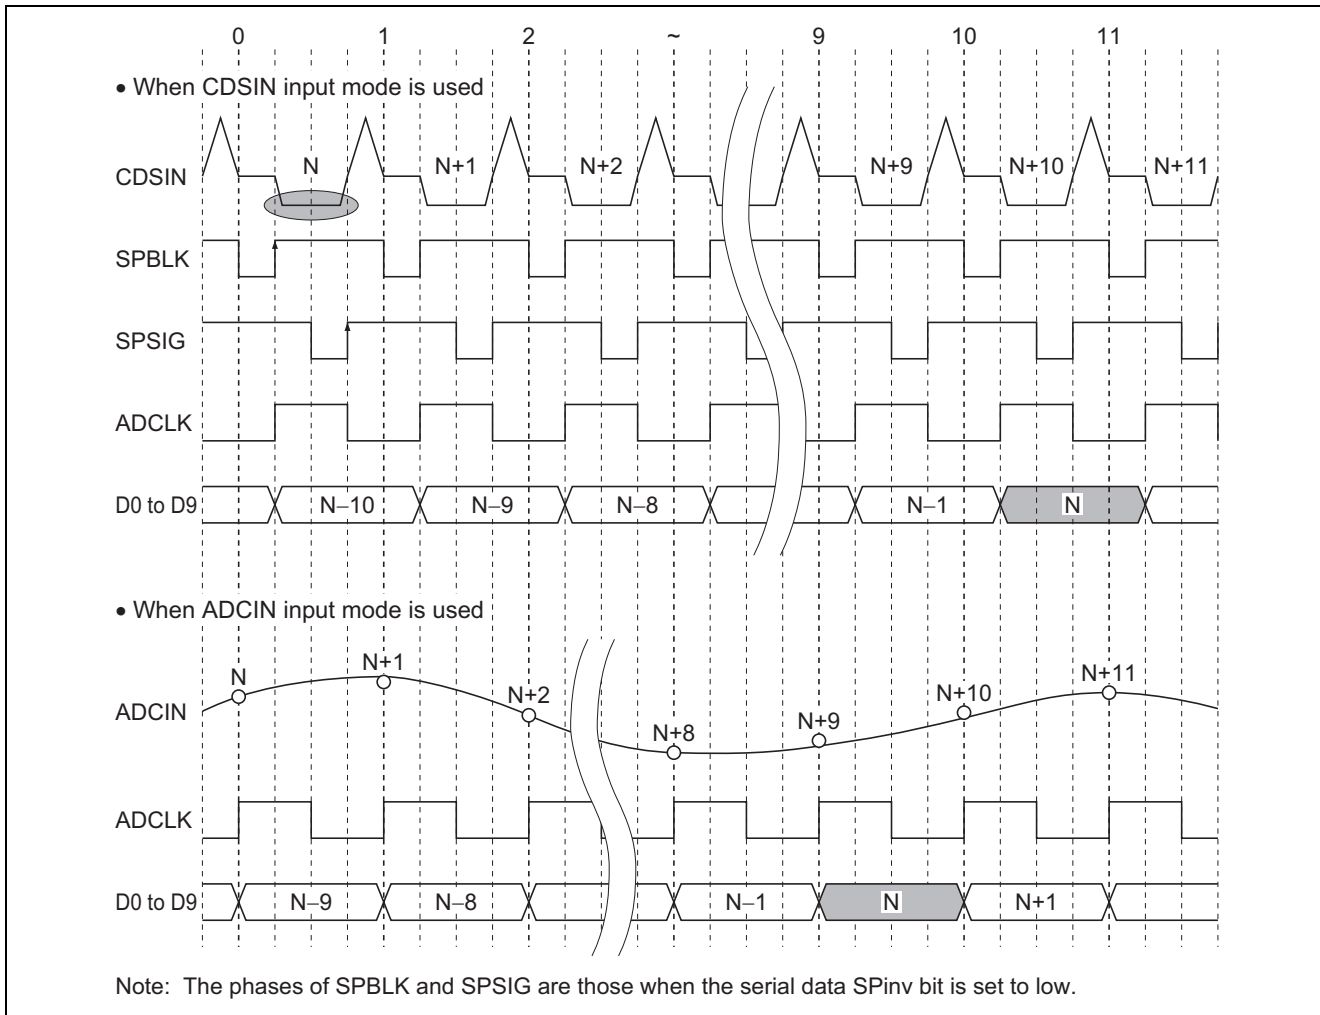 0 1 2 ~ 9 10 11
• When CDSIN input mode is used
CDSIN N N+1 N+2 N+9 N+10 N+11
SPBLK
SPSIG
ADCLK
D0 to D9 N–10 N–9 N–8 N–1 N
• When ADCIN input mode is used
ADCIN N N+1 N+2 N+8 N+9 N+10 N+11
ADCLK
D0 to D9 N–9 N–8 N–1 N N+1
Note: The phases of SPBLK and SPSIG are those when the serial data SPinv bit is set to low.